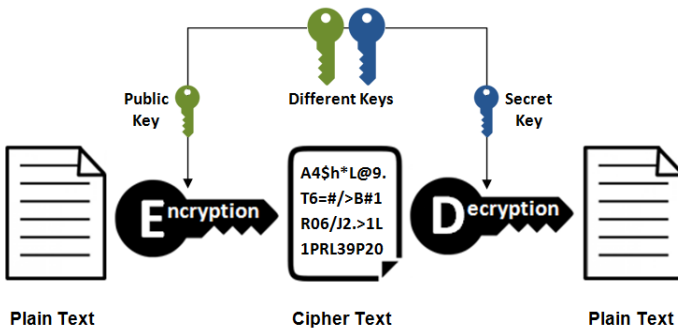 Public
Key
Different Keys
Secret
Key
Encryption
A4$h*L@9.
T6=#/>B#1
R06/J2.>1L
1PRL39P20
Decryption
Plain Text
Cipher Text
Plain Text